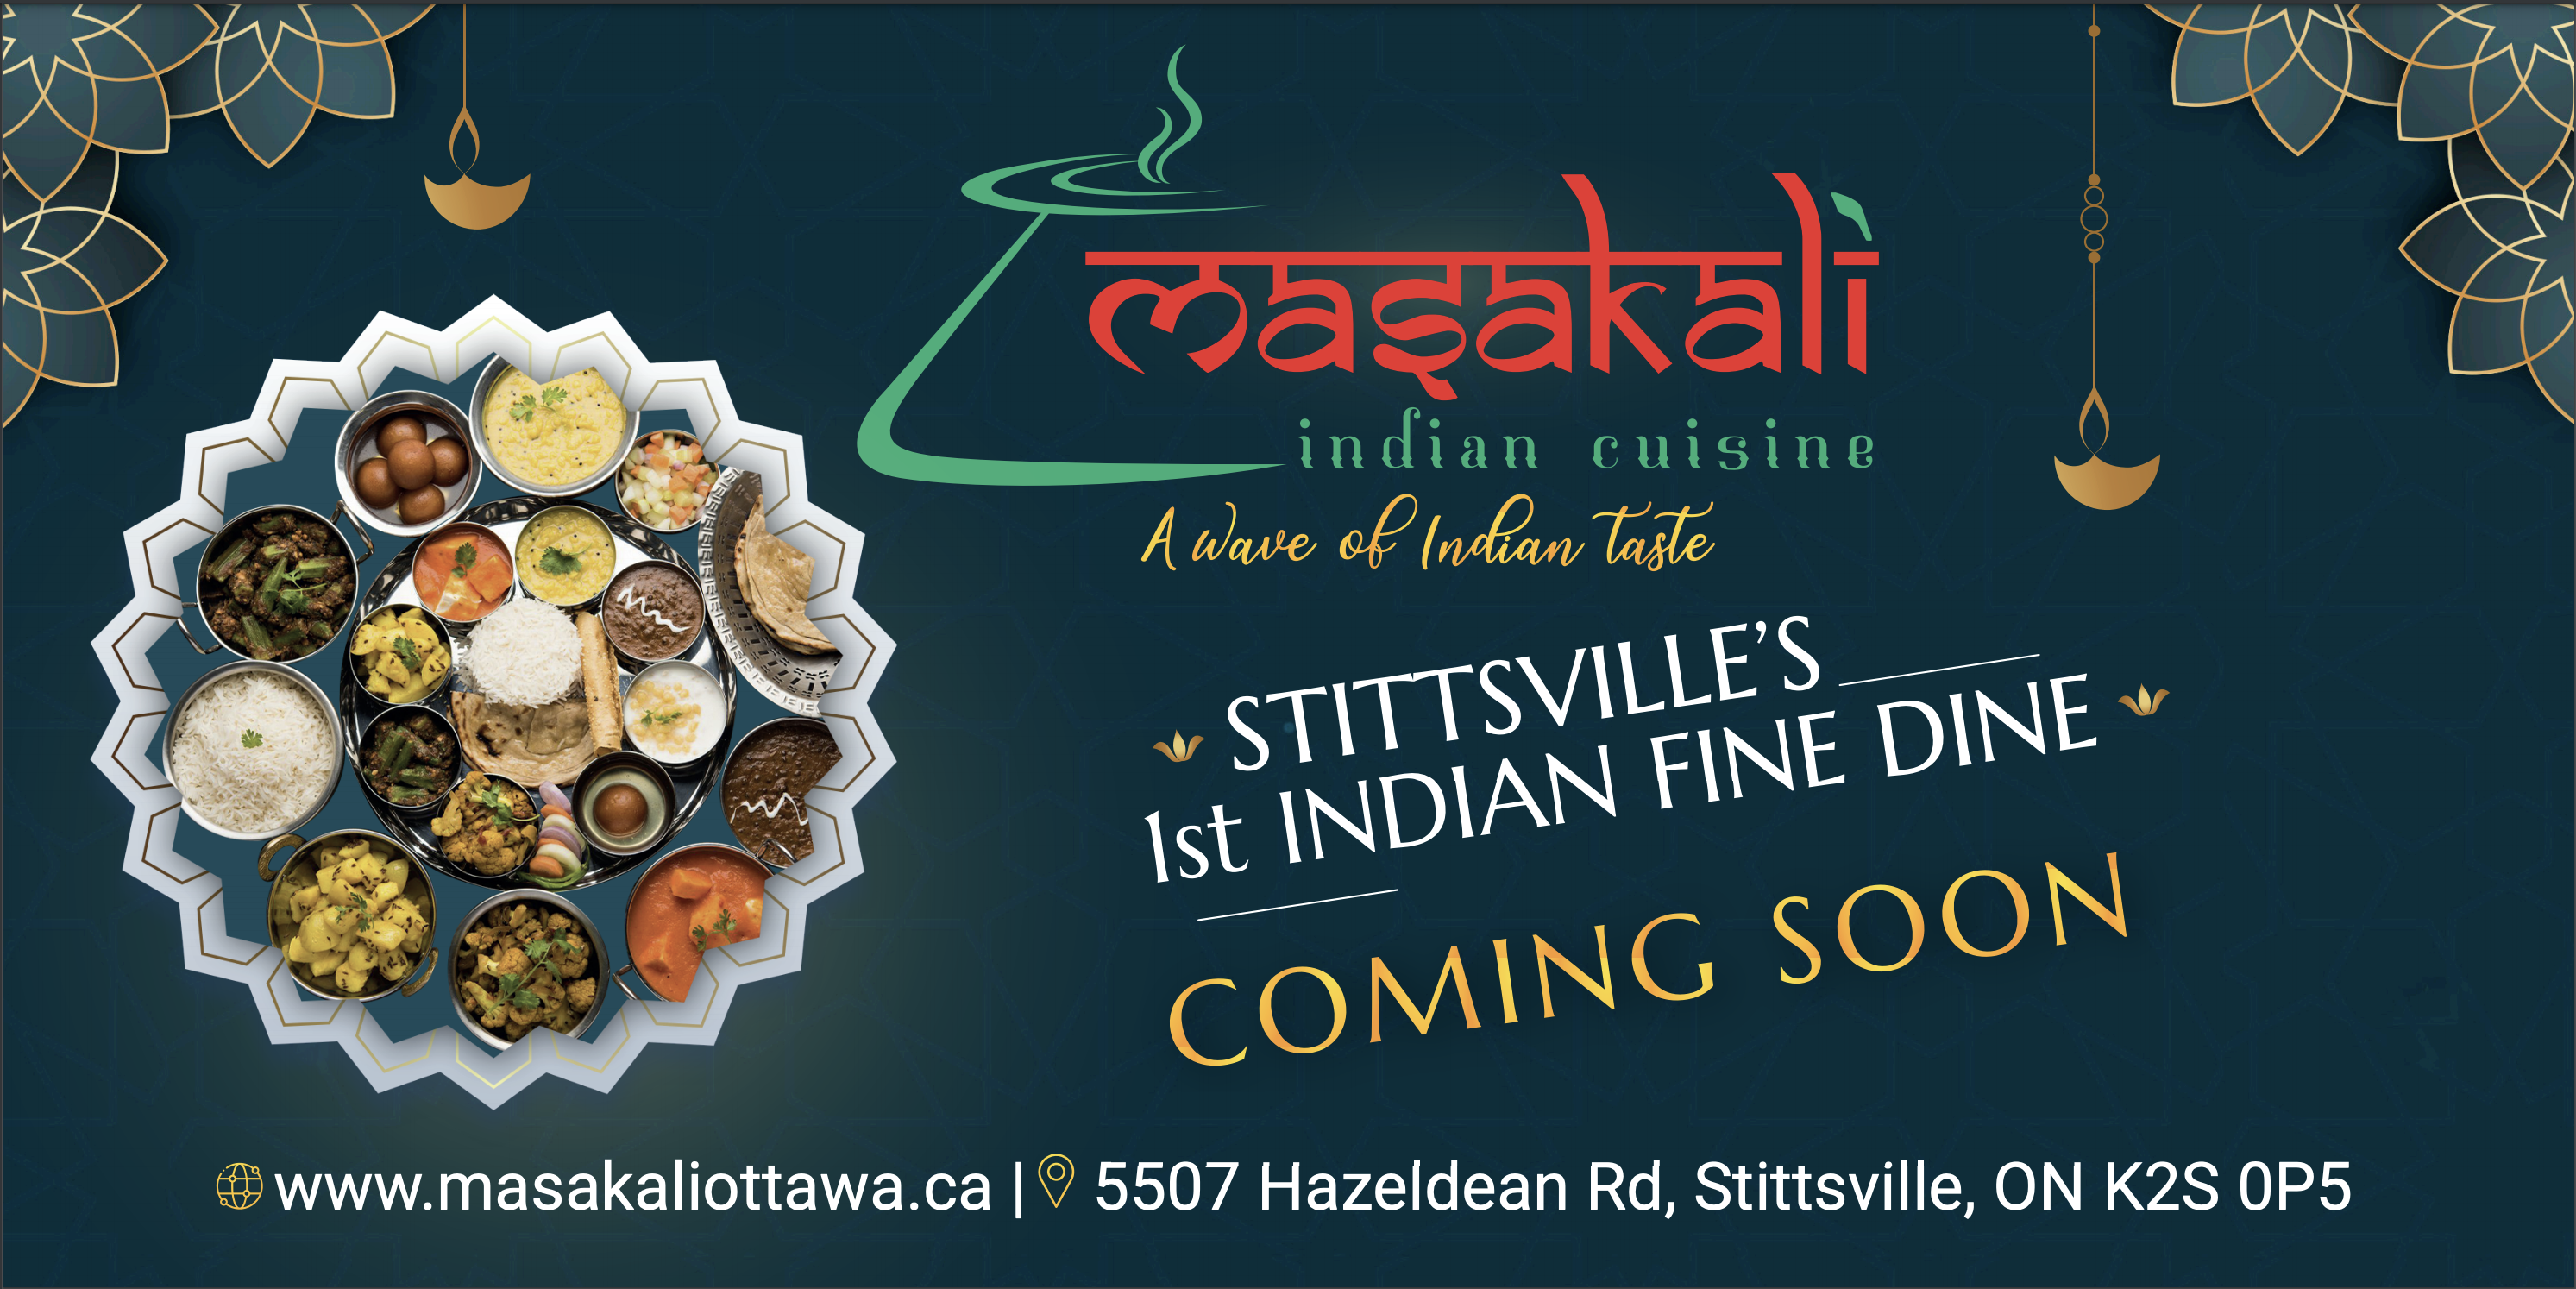 masakali
indian cuisine
A wave of Indian taste
STITTSVILLE'S
1st INDIAN FINE DINE
COMING SOON
www.masakaliottawa.ca | 5507 Hazeldean Rd, Stittsville, ON K2S 0P5